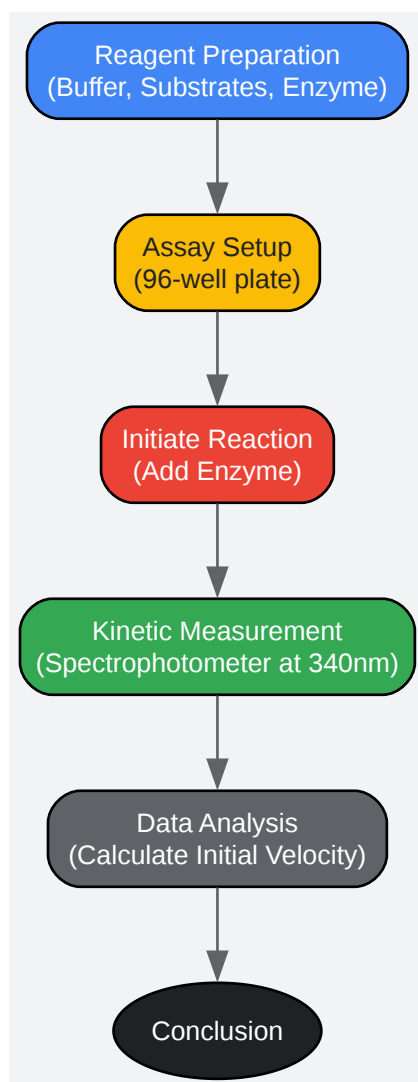 Reagent Preparation
(Buffer, Substrates, Enzyme)
Assay Setup
(96-well plate)
Initiate Reaction
(Add Enzyme)
Kinetic Measurement
(Spectrophotometer at 340nm)
Data Analysis
(Calculate Initial Velocity)
Conclusion